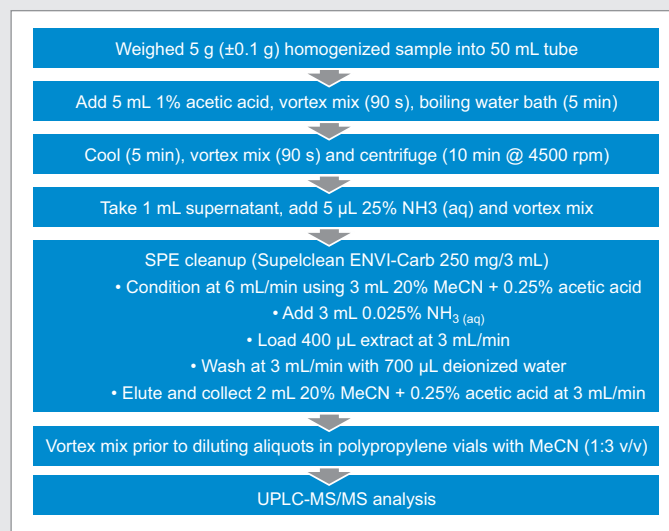 Weighed 5 g (±0.1 g) homogenized sample into 50 mL tube
Add 5 mL 1% acetic acid, vortex mix (90 s), boiling water bath (5 min)
Cool (5 min), vortex mix (90 s) and centrifuge (10 min @ 4500 rpm)
Take 1 mL supernatant, add 5 µL 25% NH3 (aq) and vortex mix
SPE cleanup (Supelclean ENVI-Carb 250 mg/3 mL)
• Condition at 6 mL/min using 3 mL 20% MeCN + 0.25% acetic acid
• Add 3 mL 0.025% NH3 (aq)
• Load 400 µL extract at 3 mL/min
• Wash at 3 mL/min with 700 µL deionized water
• Elute and collect 2 mL 20% MeCN + 0.25% acetic acid at 3 mL/min
Vortex mix prior to diluting aliquots in polypropylene vials with MeCN (1:3 v/v)
UPLC-MS/MS analysis